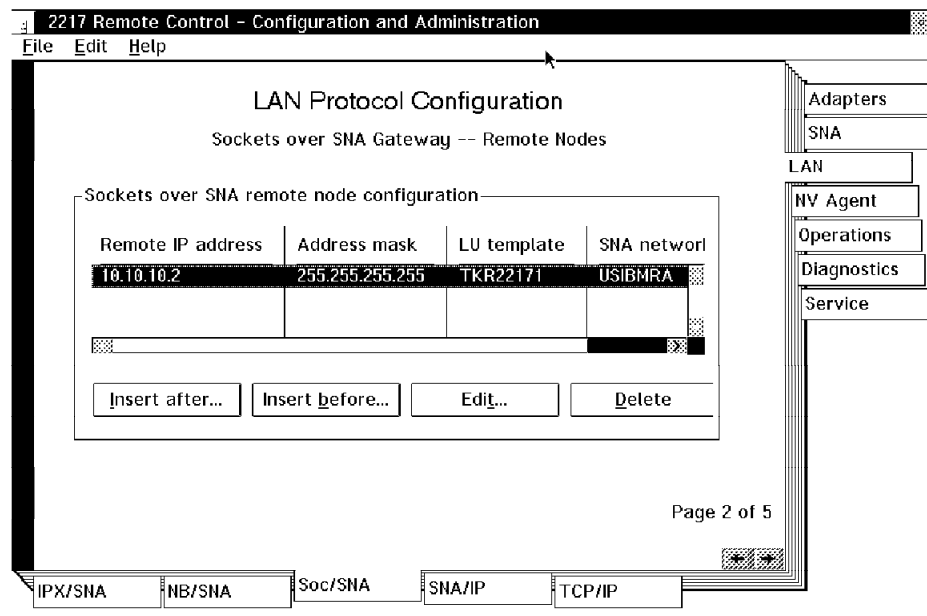 2217 Remote Control - Configuration and Administration
File Edit Help
LAN Protocol Configuration
Sockets over SNA Gateway -- Remote Nodes
Sockets over SNA remote node configuration
Remote IP address Address mask LU template SNA networl
10.10.10.2 255.255.255.255 TKR22171 USIBMRA
Insert after... Insert before... Edit... Delete
Page 2 of 5
Adapters
SNA
LAN
NV Agent
Operations
Diagnostics
Service
IPX/SNA NB/SNA Soc/SNA SNA/IP TCP/IP